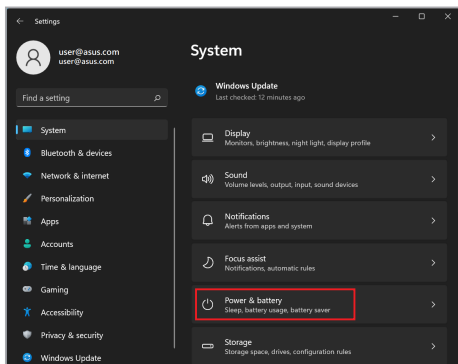 Settings
user@asus.com
user@asus.com
Find a setting
System
Bluetooth & devices
Network & internet
Personalization
Apps
Accounts
Time & language
Gaming
Accessibility
Privacy & security
Windows Update
System
Windows Update
Last checked: 12 minutes ago
Display
Monitors, brightness, night light, display profile
Sound
Volume levels, output, input, sound devices
Notifications
Alerts from apps and system
Focus assist
Notifications, automatic rules
Power & battery
Sleep, battery usage, battery saver
Storage
Storage space, drives, configuration rules